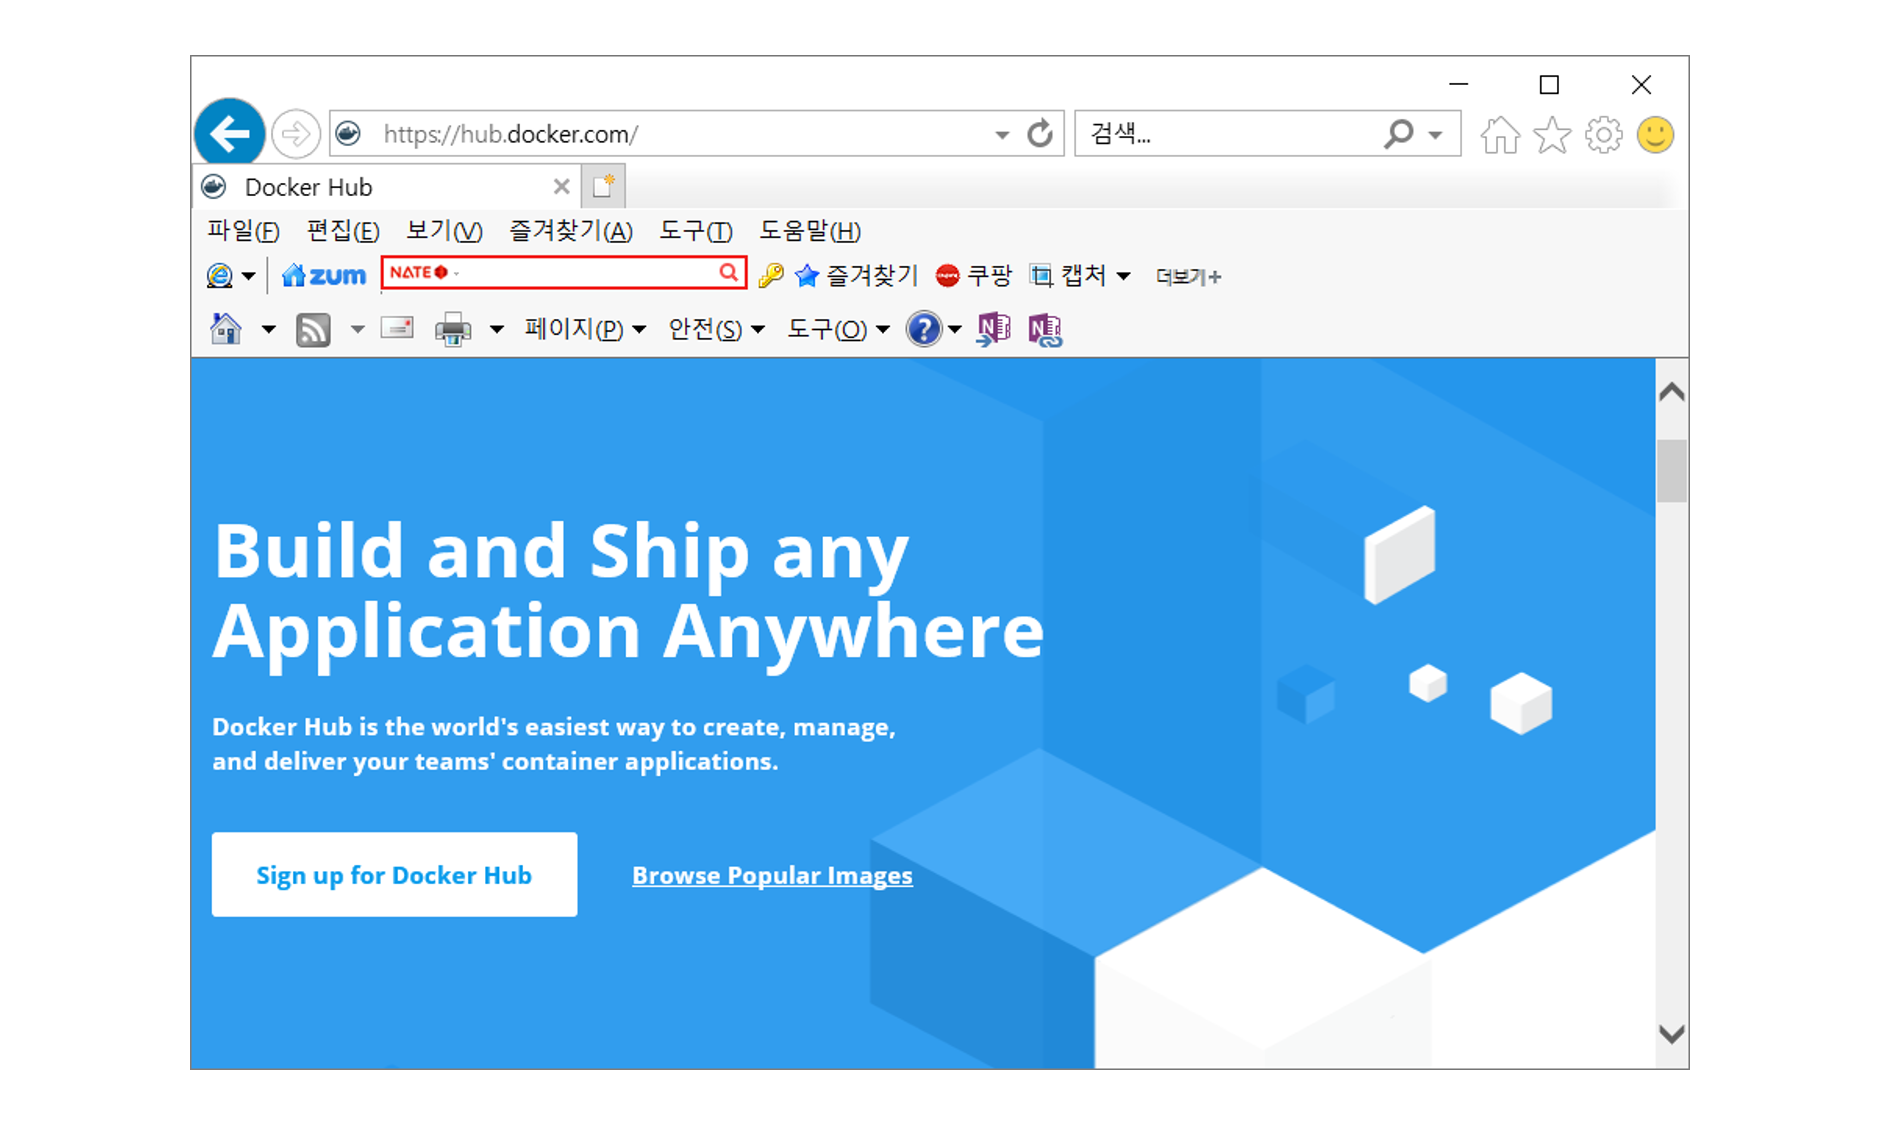 https://hub.docker.com/
검색...
Docker Hub
파일(F) 편집(E) 보기(V) 즐겨찾기(A) 도구(T) 도움말(H)
zum NATE 즐겨찾기 쿠팡 캡처 더보기+
페이지(P) 안전(S) 도구(O)
Build and Ship any
Application Anywhere
Docker Hub is the world's easiest way to create, manage,
and deliver your teams' container applications.
Sign up for Docker Hub
Browse Popular Images